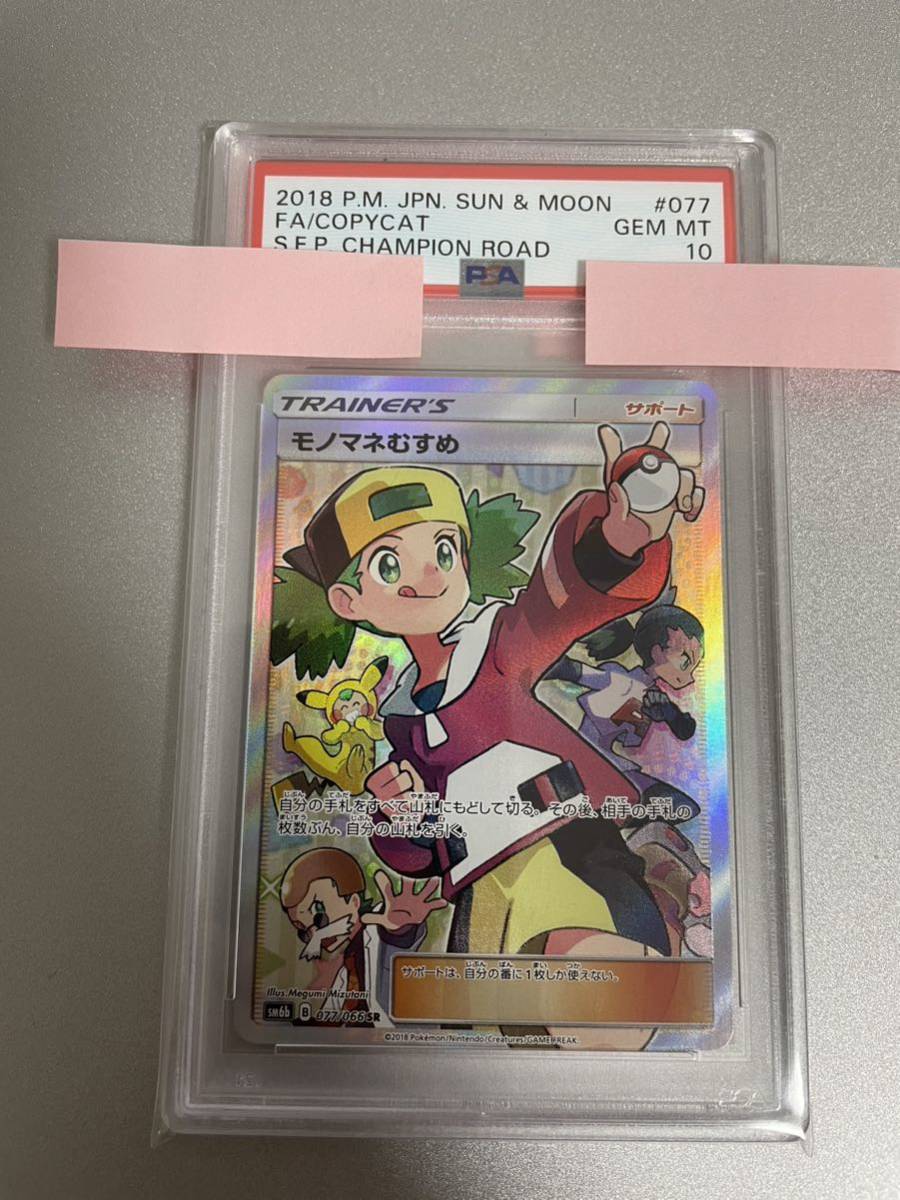 2018 P.M. JPN. SUN & MOON #077
FA/COPYCAT GEM MT
S.E.P. CHAMPION ROAD 10
PSA
TRAINER'S サポート
モノマネむすめ
自分の手札をすべて山札にもどして切る。その後、相手の手札の
枚数ぶん、自分の山札を引く。
サポートは、自分の番に1枚しか使えない。
Illus. Megumi Mizutani
sm6b B 077/066 SR
©2018 Pokémon/Nintendo/Creatures/GAME FREAK.